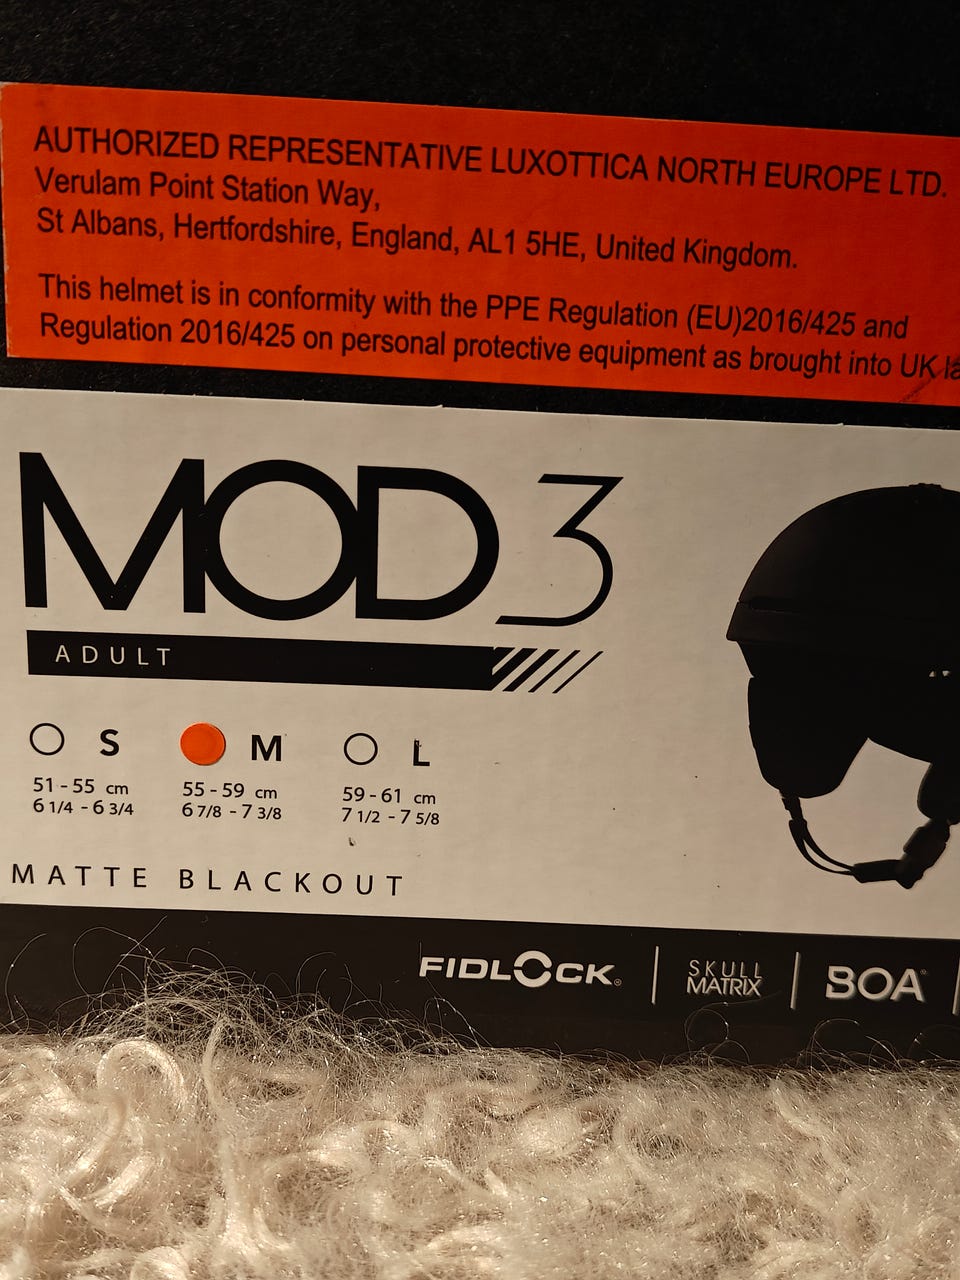 AUTHORIZED REPRESENTATIVE LUXOTTICA NORTH EUROPE LTD.
Verulam Point Station Way,
St Albans, Hertfordshire, England, AL1 5HE, United Kingdom.
This helmet is in conformity with the PPE Regulation (EU)2016/425 and
Regulation 2016/425 on personal protective equipment as brought into UK
MOD 3
ADULT
S M L
51 - 55 cm 55 - 59 cm 59 - 61 cm
6 1/4 - 6 3/4 6 7/8 - 7 3/8 7 1/2 - 7 5/8
MATTE BLACKOUT
FIDLOCK® | SKULL MATRIX | BOA®